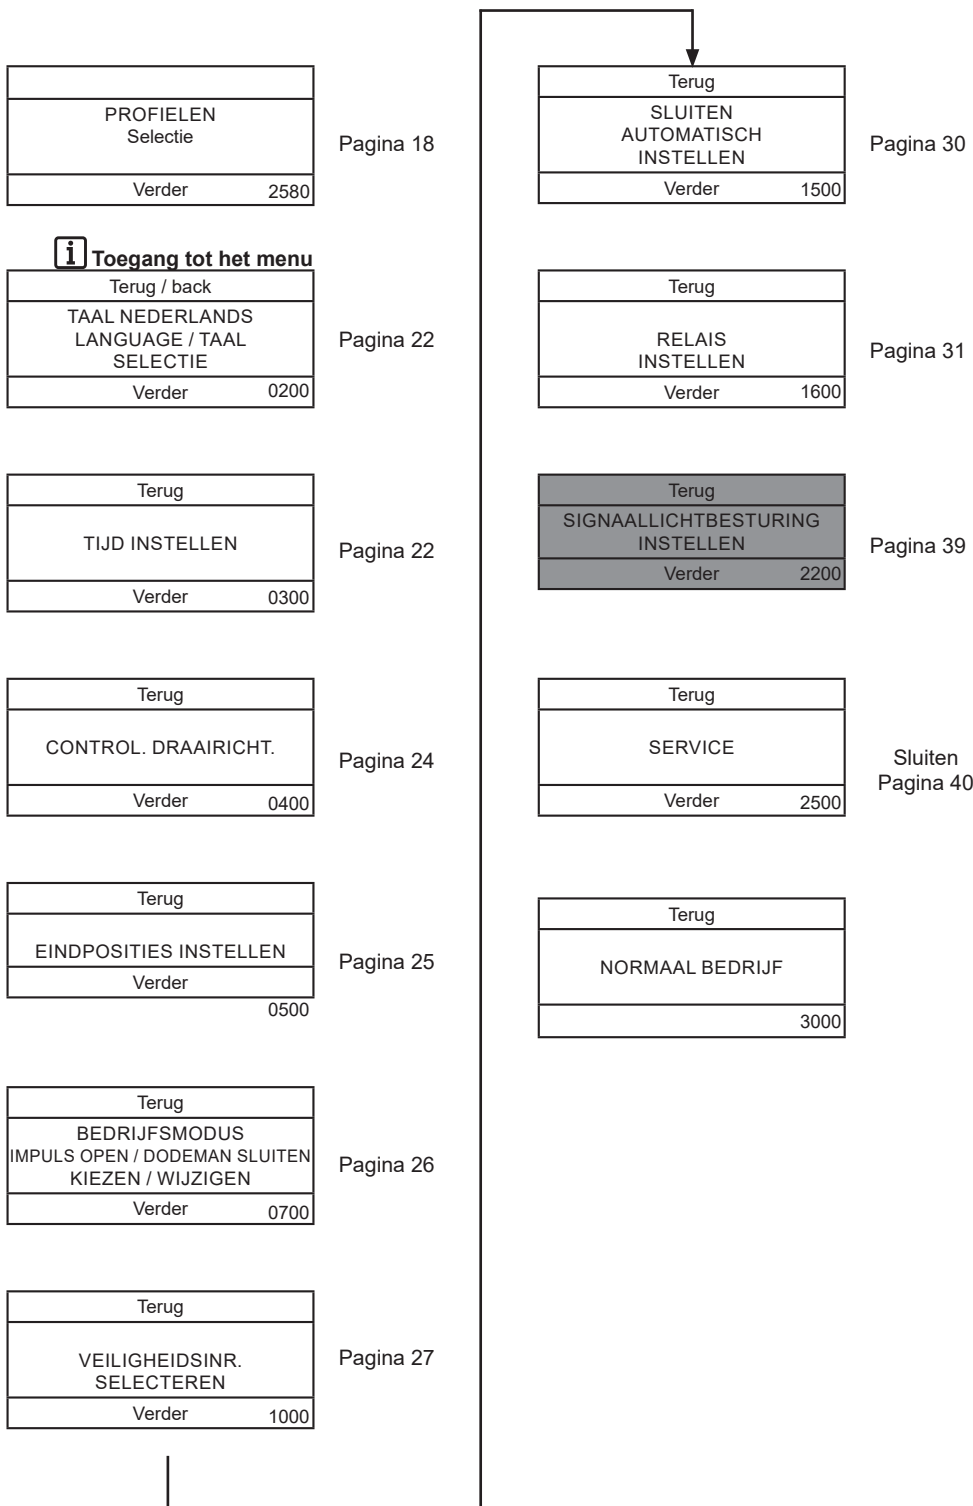 PROFIELEN
Selectie
Verder 2580
Pagina 18
i Toegang tot het menu
Terug / back
TAAL NEDERLANDS
LANGUAGE / TAAL
SELECTIE
Verder 0200
Pagina 22
Terug
TIJD INSTELLEN
Verder 0300
Pagina 22
Terug
CONTROL. DRAAIRICHT.
Verder 0400
Pagina 24
Terug
EINDPOSITIES INSTELLEN
Verder
0500
Pagina 25
Terug
BEDRIJFSMODUS
IMPULS OPEN / DODEMAN SLUITEN
KIEZEN / WIJZIGEN
Verder 0700
Pagina 26
Terug
VEILIGHEIDSINR.
SELECTEREN
Verder 1000
Pagina 27
Terug
SLUITEN
AUTOMATISCH
INSTELLEN
Verder 1500
Pagina 30
Terug
RELAIS
INSTELLEN
Verder 1600
Pagina 31
Terug
SIGNAALLICHTBESTURING
INSTELLEN
Verder 2200
Pagina 39
Terug
SERVICE
Verder 2500
Sluiten
Pagina 40
Terug
NORMAAL BEDRIJF
3000